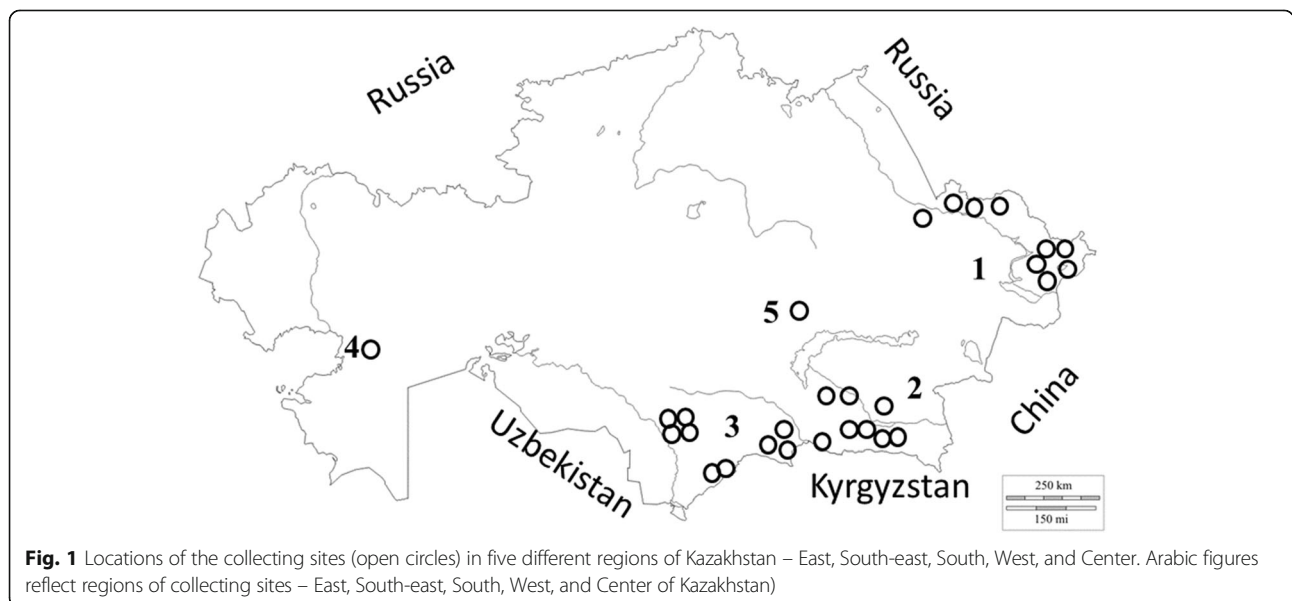 Russia
Russia
1
5
4
2
3
China
Uzbekistan
Kyrgyzstan
250 km
150 mi
Fig. 1 Locations of the collecting sites (open circles) in five different regions of Kazakhstan – East, South-east, South, West, and Center. Arabic figures
reflect regions of collecting sites – East, South-east, South, West, and Center of Kazakhstan)